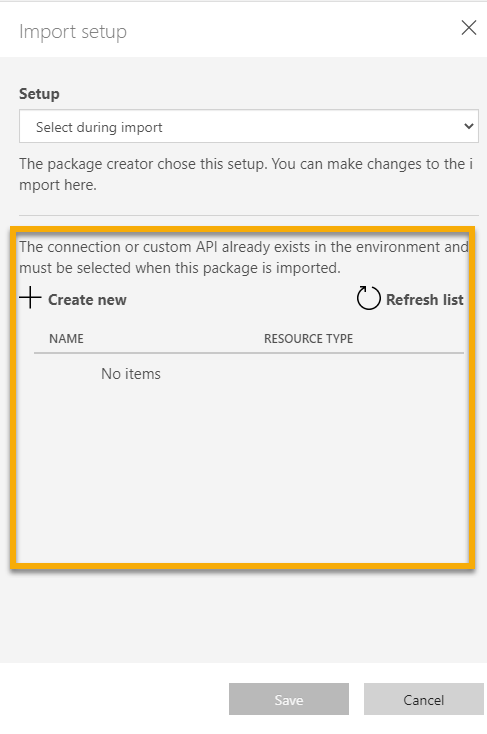 Import setup
Setup
Select during import
The package creator chose this setup. You can make changes to the i
mport here.
The connection or custom API already exists in the environment and
must be selected when this package is imported.
Create new
Refresh list
NAME RESOURCE TYPE
No items
Save Cancel